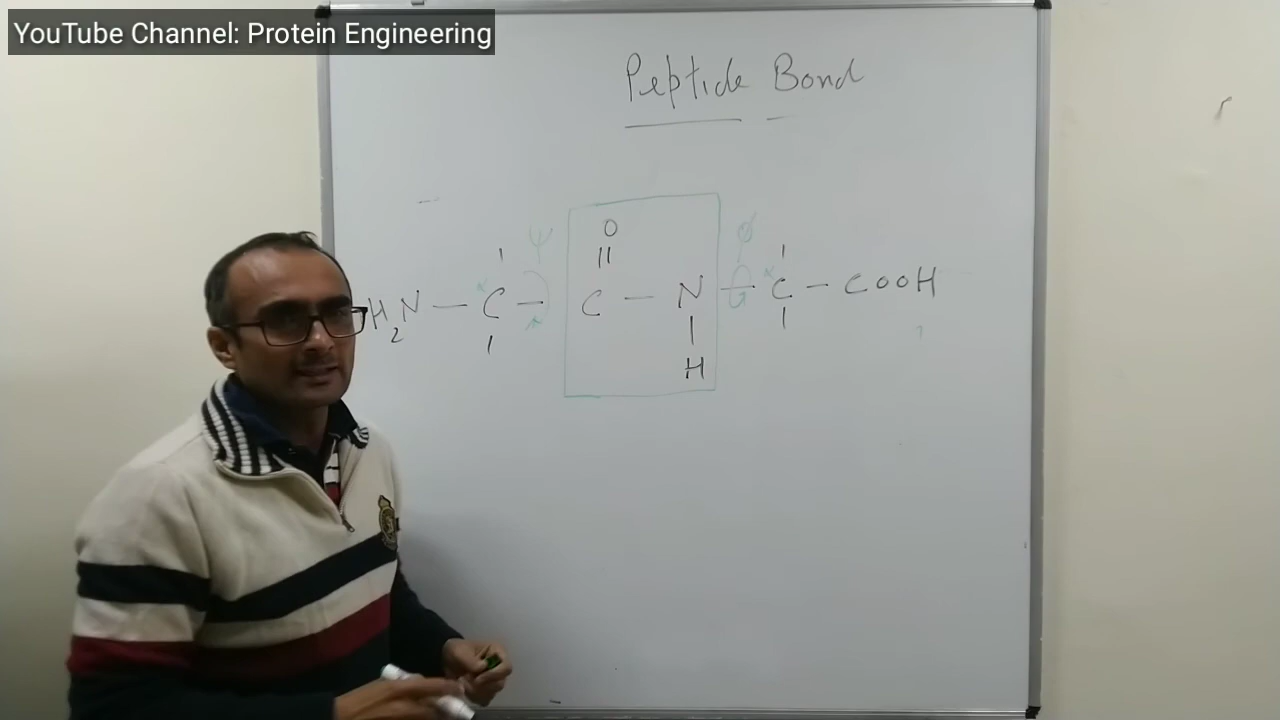 YouTube Channel: Protein Engineering
Peptide Bond
O
||
ψ
φ
H2N — C — C — N — C — COOH
H